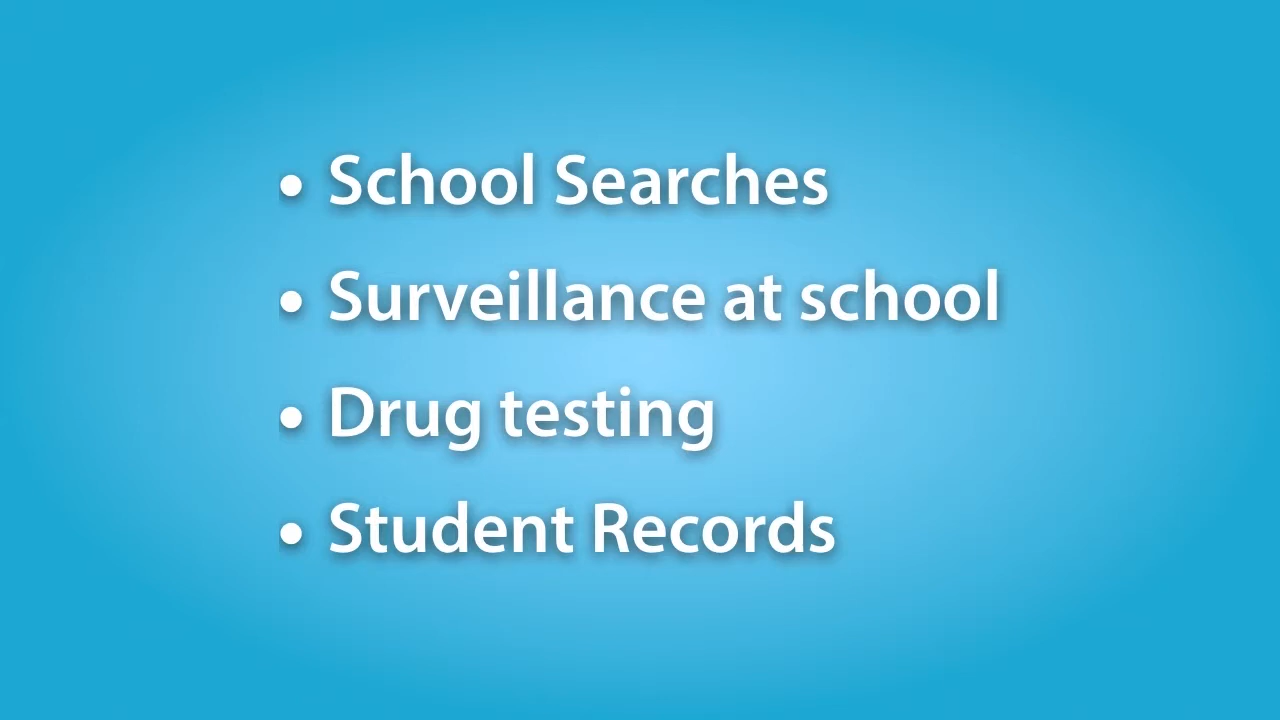 • School Searches
• Surveillance at school
• Drug testing
• Student Records